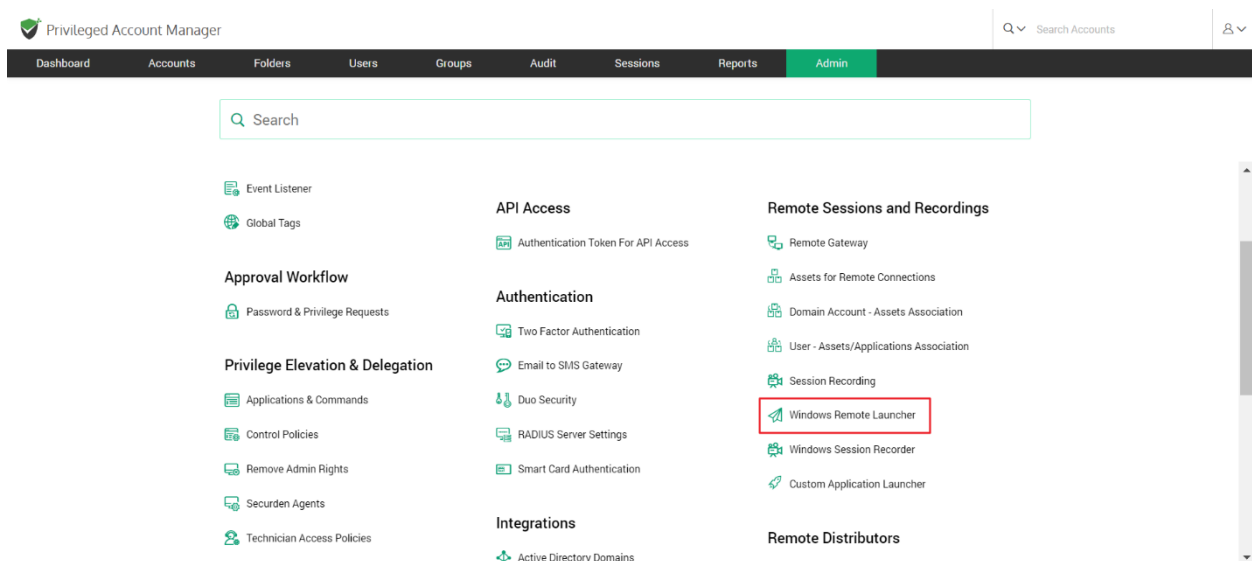 Privileged Account Manager
Search Accounts
Dashboard Accounts Folders Users Groups Audit Sessions Reports Admin
Search
Event Listener
Global Tags
Approval Workflow
Password & Privilege Requests
Privilege Elevation & Delegation
Applications & Commands
Control Policies
Remove Admin Rights
Securden Agents
Technician Access Policies
API Access
API
Authentication Token For API Access
Authentication
Two Factor Authentication
Email to SMS Gateway
Duo Security
RADIUS Server Settings
Smart Card Authentication
Integrations
Active Directory Domains
Remote Sessions and Recordings
Remote Gateway
Assets for Remote Connections
Domain Account - Assets Association
User - Assets/Applications Association
Session Recording
Windows Remote Launcher
Windows Session Recorder
Custom Application Launcher
Remote Distributors